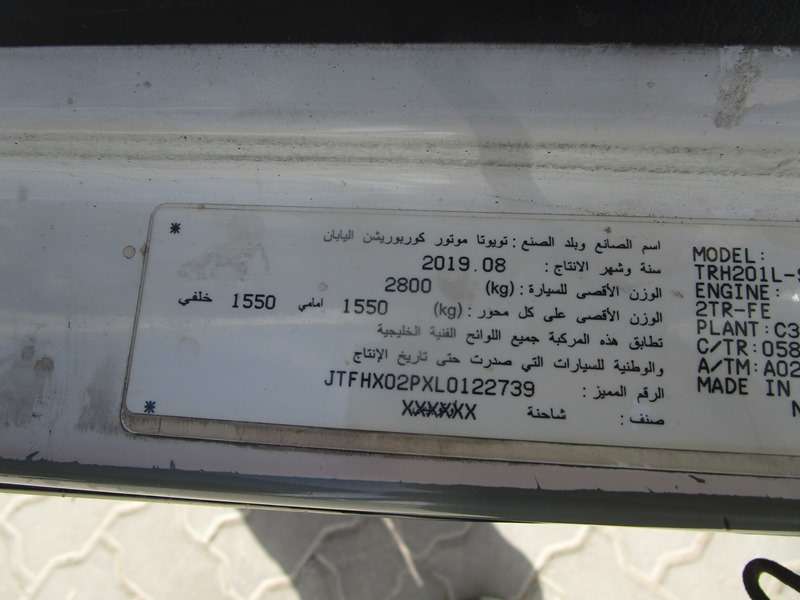 اسم الصانع وبلد الصنع : تويوتا موتور كوربوريشن اليابان
سنة وشهر الانتاج: 2019.08
الوزن الأقصى للسيارة : (kg) 2800
الوزن الأقصى على كل محور : (kg) 1550 امامي 1550 خلفي
تطابق هذه المركبة جميع اللوائح الفنية الخليجية
والوطنية للسيارات التي صدرت حتى تاريخ الإنتاج
الرقم المميز : JTFHX02PXL0122739
صنف : شاحنة XXXXXX
MODEL:
TRH201L-
ENGINE:
2TR-FE
PLANT:C3
C/TR:058
A/TM:A02
MADE IN